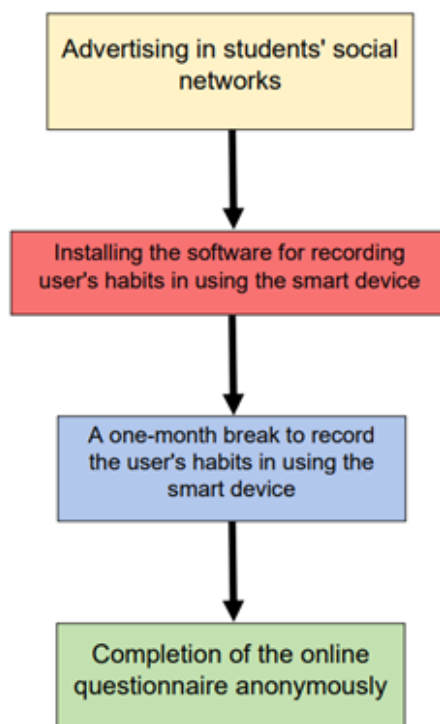 Advertising in students' social
networks
Installing the software for recording
user's habits in using the smart device
A one-month break to record
the user's habits in using the
smart device
Completion of the online
questionnaire anonymously